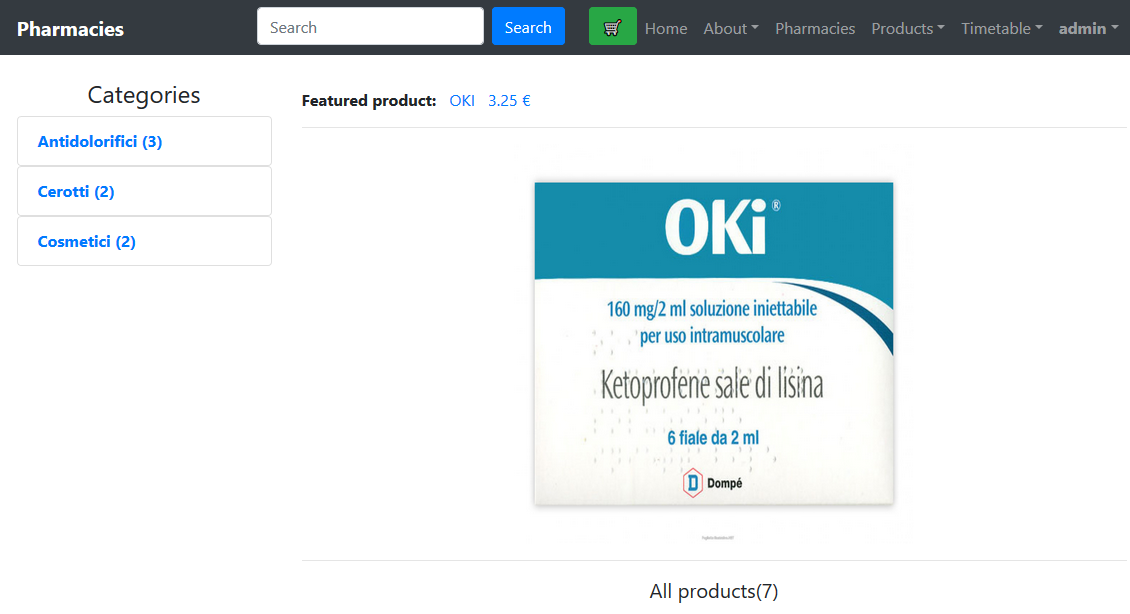 Pharmacies Search Search Home About Pharmacies Products Timetable admin
Categories
Antidolorifici (3)
Cerotti (2)
Cosmetici (2)
Featured product: OKI 3.25 €
OKi®
160 mg/2 ml soluzione iniettabile
per uso intramuscolare
Ketoprofene sale di lisina
6 fiale da 2 ml
D Dompé
All products(7)